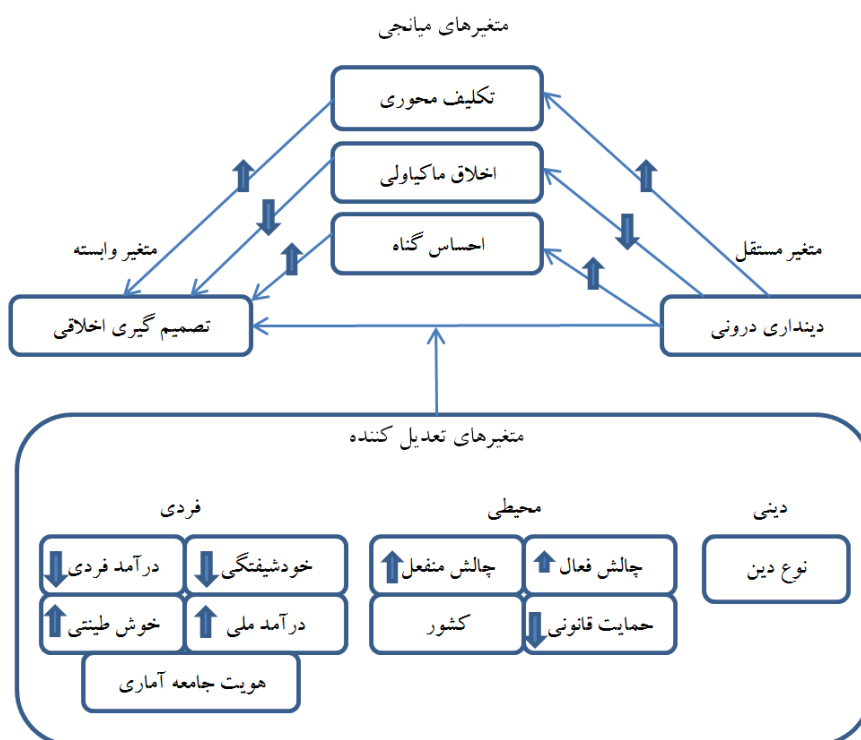 متغیرهای میانجی
تکلیف محوری
اخلاق ماکیاولی
احساس گناه
متغیر مستقل
متغیر وابسته
دینداری درونی
تصمیم گیری اخلاقی
متغیرهای تعدیل کننده
دینی
محیطی
فردی
نوع دین
چالش فعال
چالش منفعل
حمایت قانونی
کشور
خودشیفتگی
درآمد فردی
درآمد ملی
خوش طینتی
هویت جامعه آماری